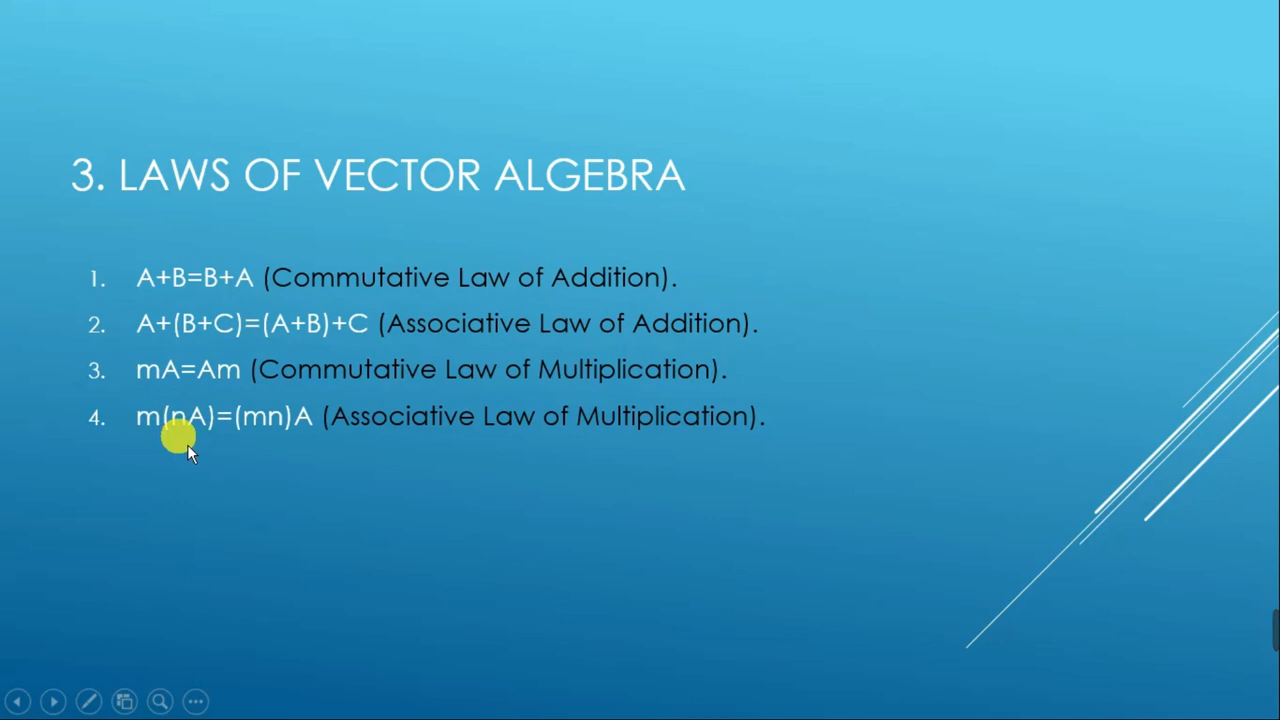 3. LAWS OF VECTOR ALGEBRA
1. A+B=B+A (Commutative Law of Addition).
2. A+(B+C)=(A+B)+C (Associative Law of Addition).
3. mA=Am (Commutative Law of Multiplication).
4. m(nA)=(mn)A (Associative Law of Multiplication).